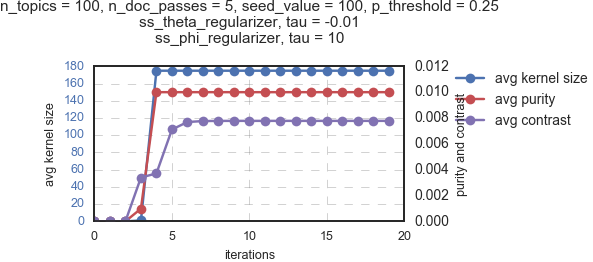 n_topics = 100, n_doc_passes = 5, seed_value = 100, p_threshold = 0.25
ss_theta_regularizer, tau = -0.01
ss_phi_regularizer, tau = 10
180
160
140
120
100
80
60
40
20
0
avg kernel size
0.012
0.010
0.008
0.006
0.004
0.002
0.000
purity and contrast
avg kernel size
avg purity
avg contrast
0 5 10 15 20
iterations